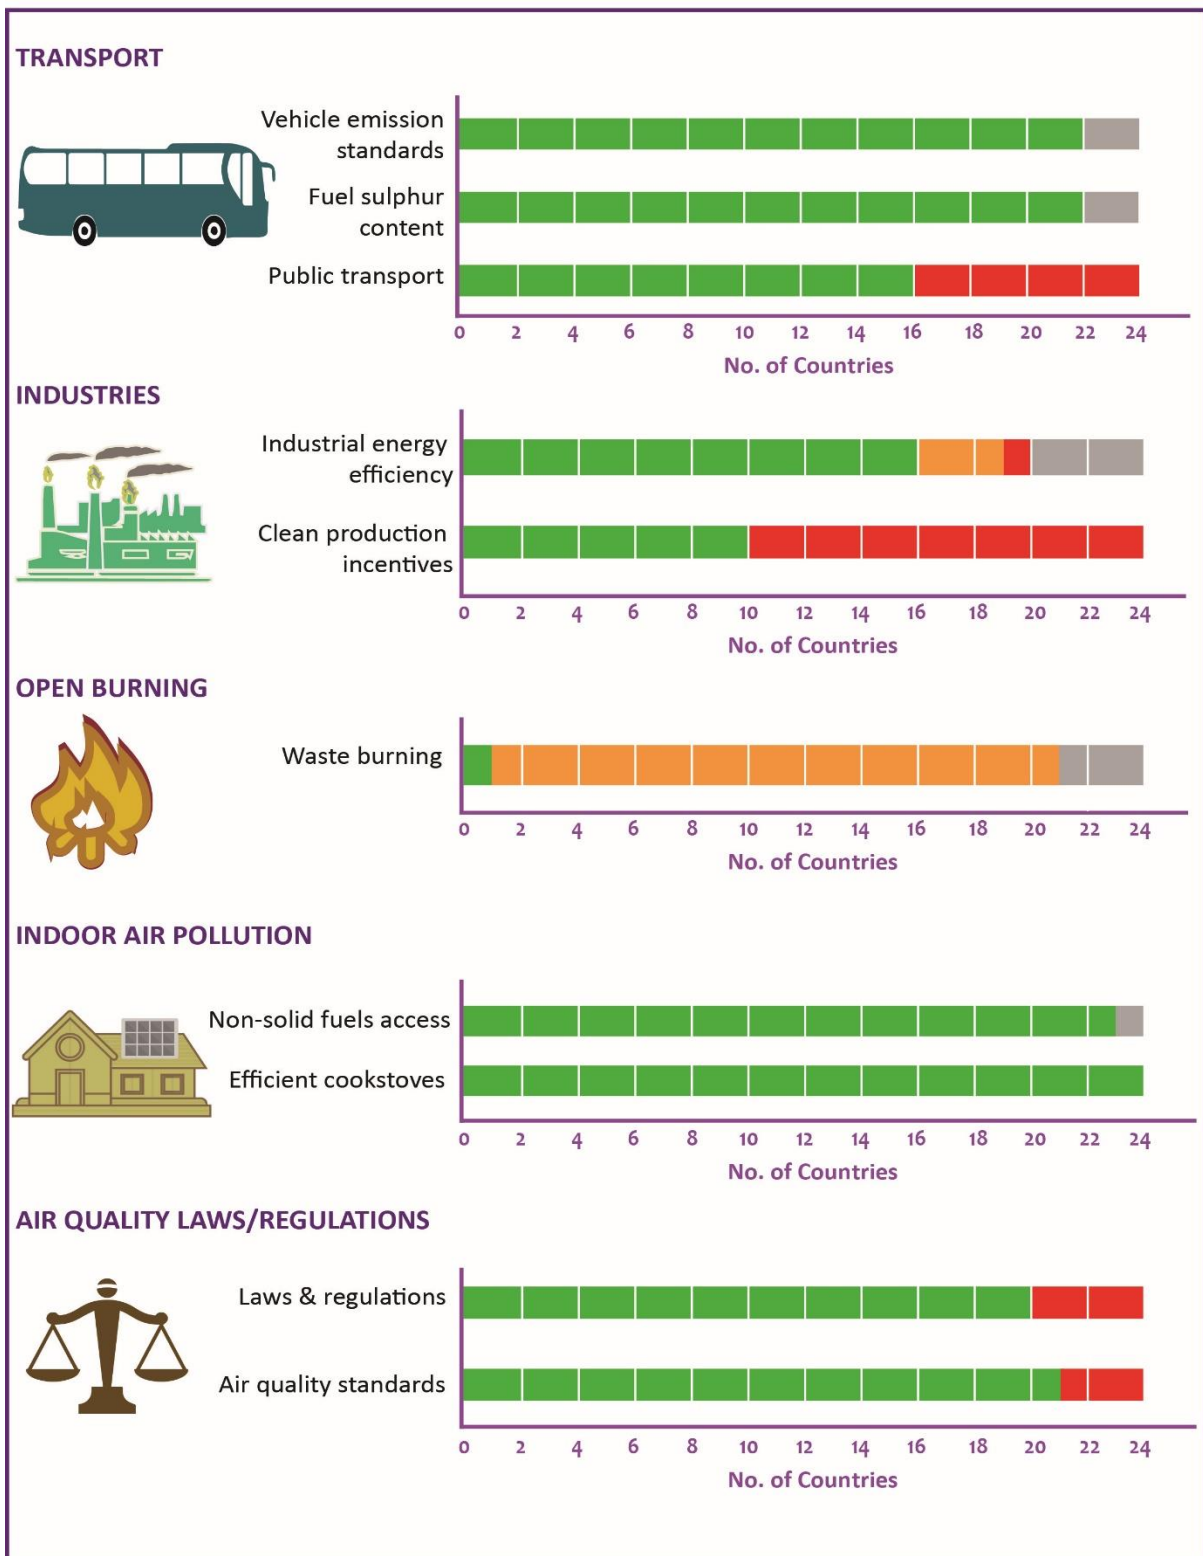 TRANSPORT
Vehicle emission
standards
Fuel sulphur
content
Public transport
0 2 4 6 8 10 12 14 16 18 20 22 24
No. of Countries
INDUSTRIES
Industrial energy
efficiency
Clean production
incentives
0 2 4 6 8 10 12 14 16 18 20 22 24
No. of Countries
OPEN BURNING
Waste burning
0 2 4 6 8 10 12 14 16 18 20 22 24
No. of Countries
INDOOR AIR POLLUTION
Non-solid fuels access
Efficient cookstoves
0 2 4 6 8 10 12 14 16 18 20 22 24
No. of Countries
AIR QUALITY LAWS/REGULATIONS
Laws & regulations
Air quality standards
0 2 4 6 8 10 12 14 16 18 20 22 24
No. of Countries